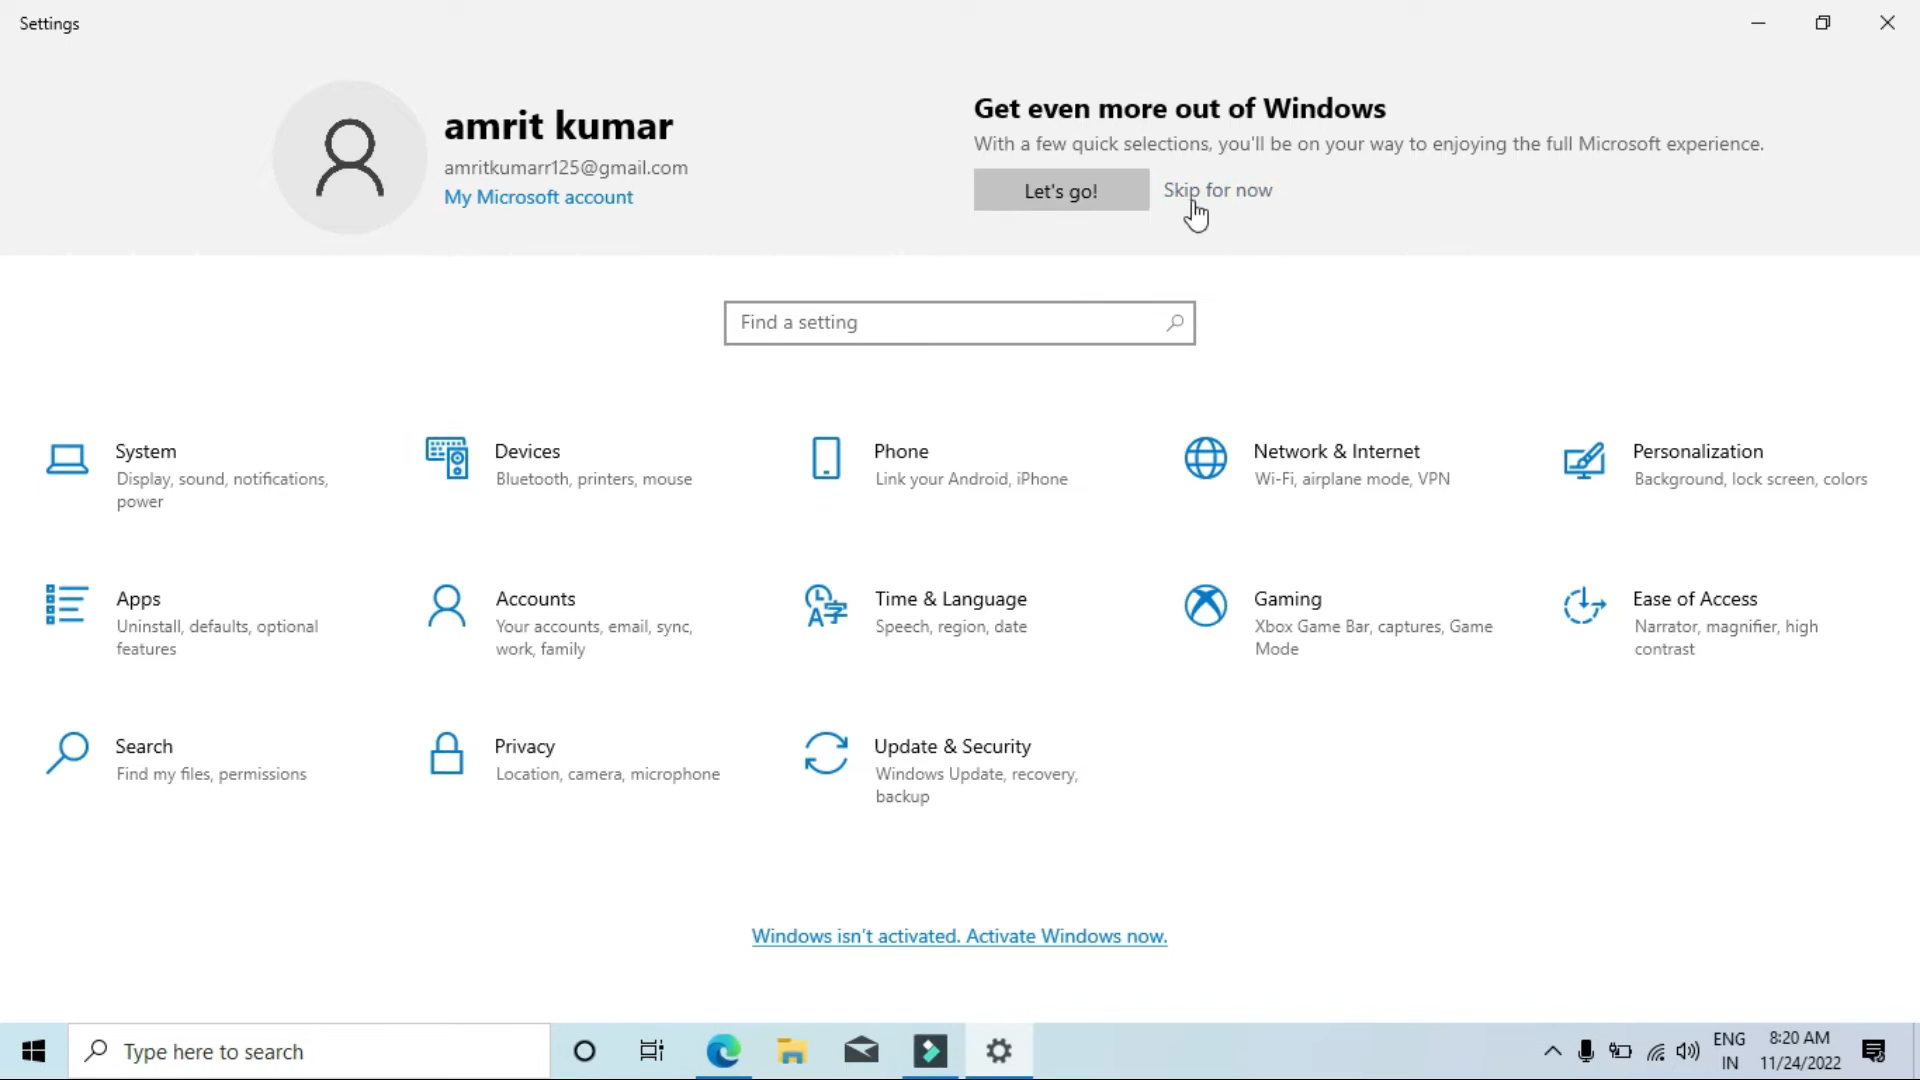 Settings
amrit kumar
amritkumarr125@gmail.com
My Microsoft account
Get even more out of Windows
With a few quick selections, you'll be on your way to enjoying the full Microsoft experience.
Let's go!
Skip for now
Find a setting
System
Display, sound, notifications,
power
Devices
Bluetooth, printers, mouse
Phone
Link your Android, iPhone
Network & Internet
Wi-Fi, airplane mode, VPN
Personalization
Background, lock screen, colors
Apps
Uninstall, defaults, optional
features
Accounts
Your accounts, email, sync,
work, family
Time & Language
Speech, region, date
Gaming
Xbox Game Bar, captures, Game
Mode
Ease of Access
Narrator, magnifier, high
contrast
Search
Find my files, permissions
Privacy
Location, camera, microphone
Update & Security
Windows Update, recovery,
backup
Windows isn't activated. Activate Windows now.
Type here to search
ENG
IN
8:20 AM
11/24/2022